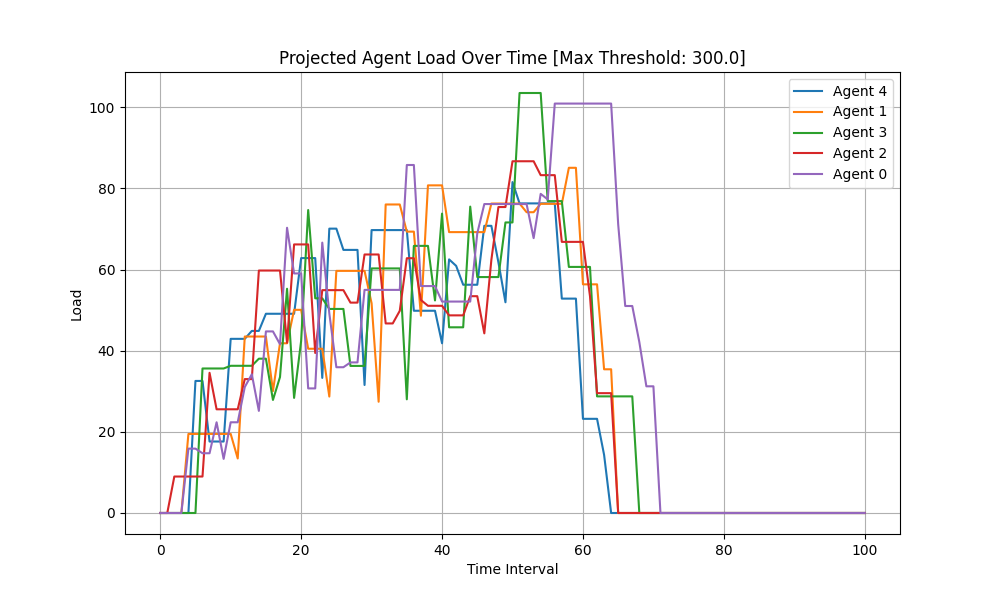 Projected Agent Load Over Time [Max Threshold: 300.0]
Load
100
80
60
40
20
0
Agent 4
Agent 1
Agent 3
Agent 2
Agent 0
0 20 40 60 80 100
Time Interval